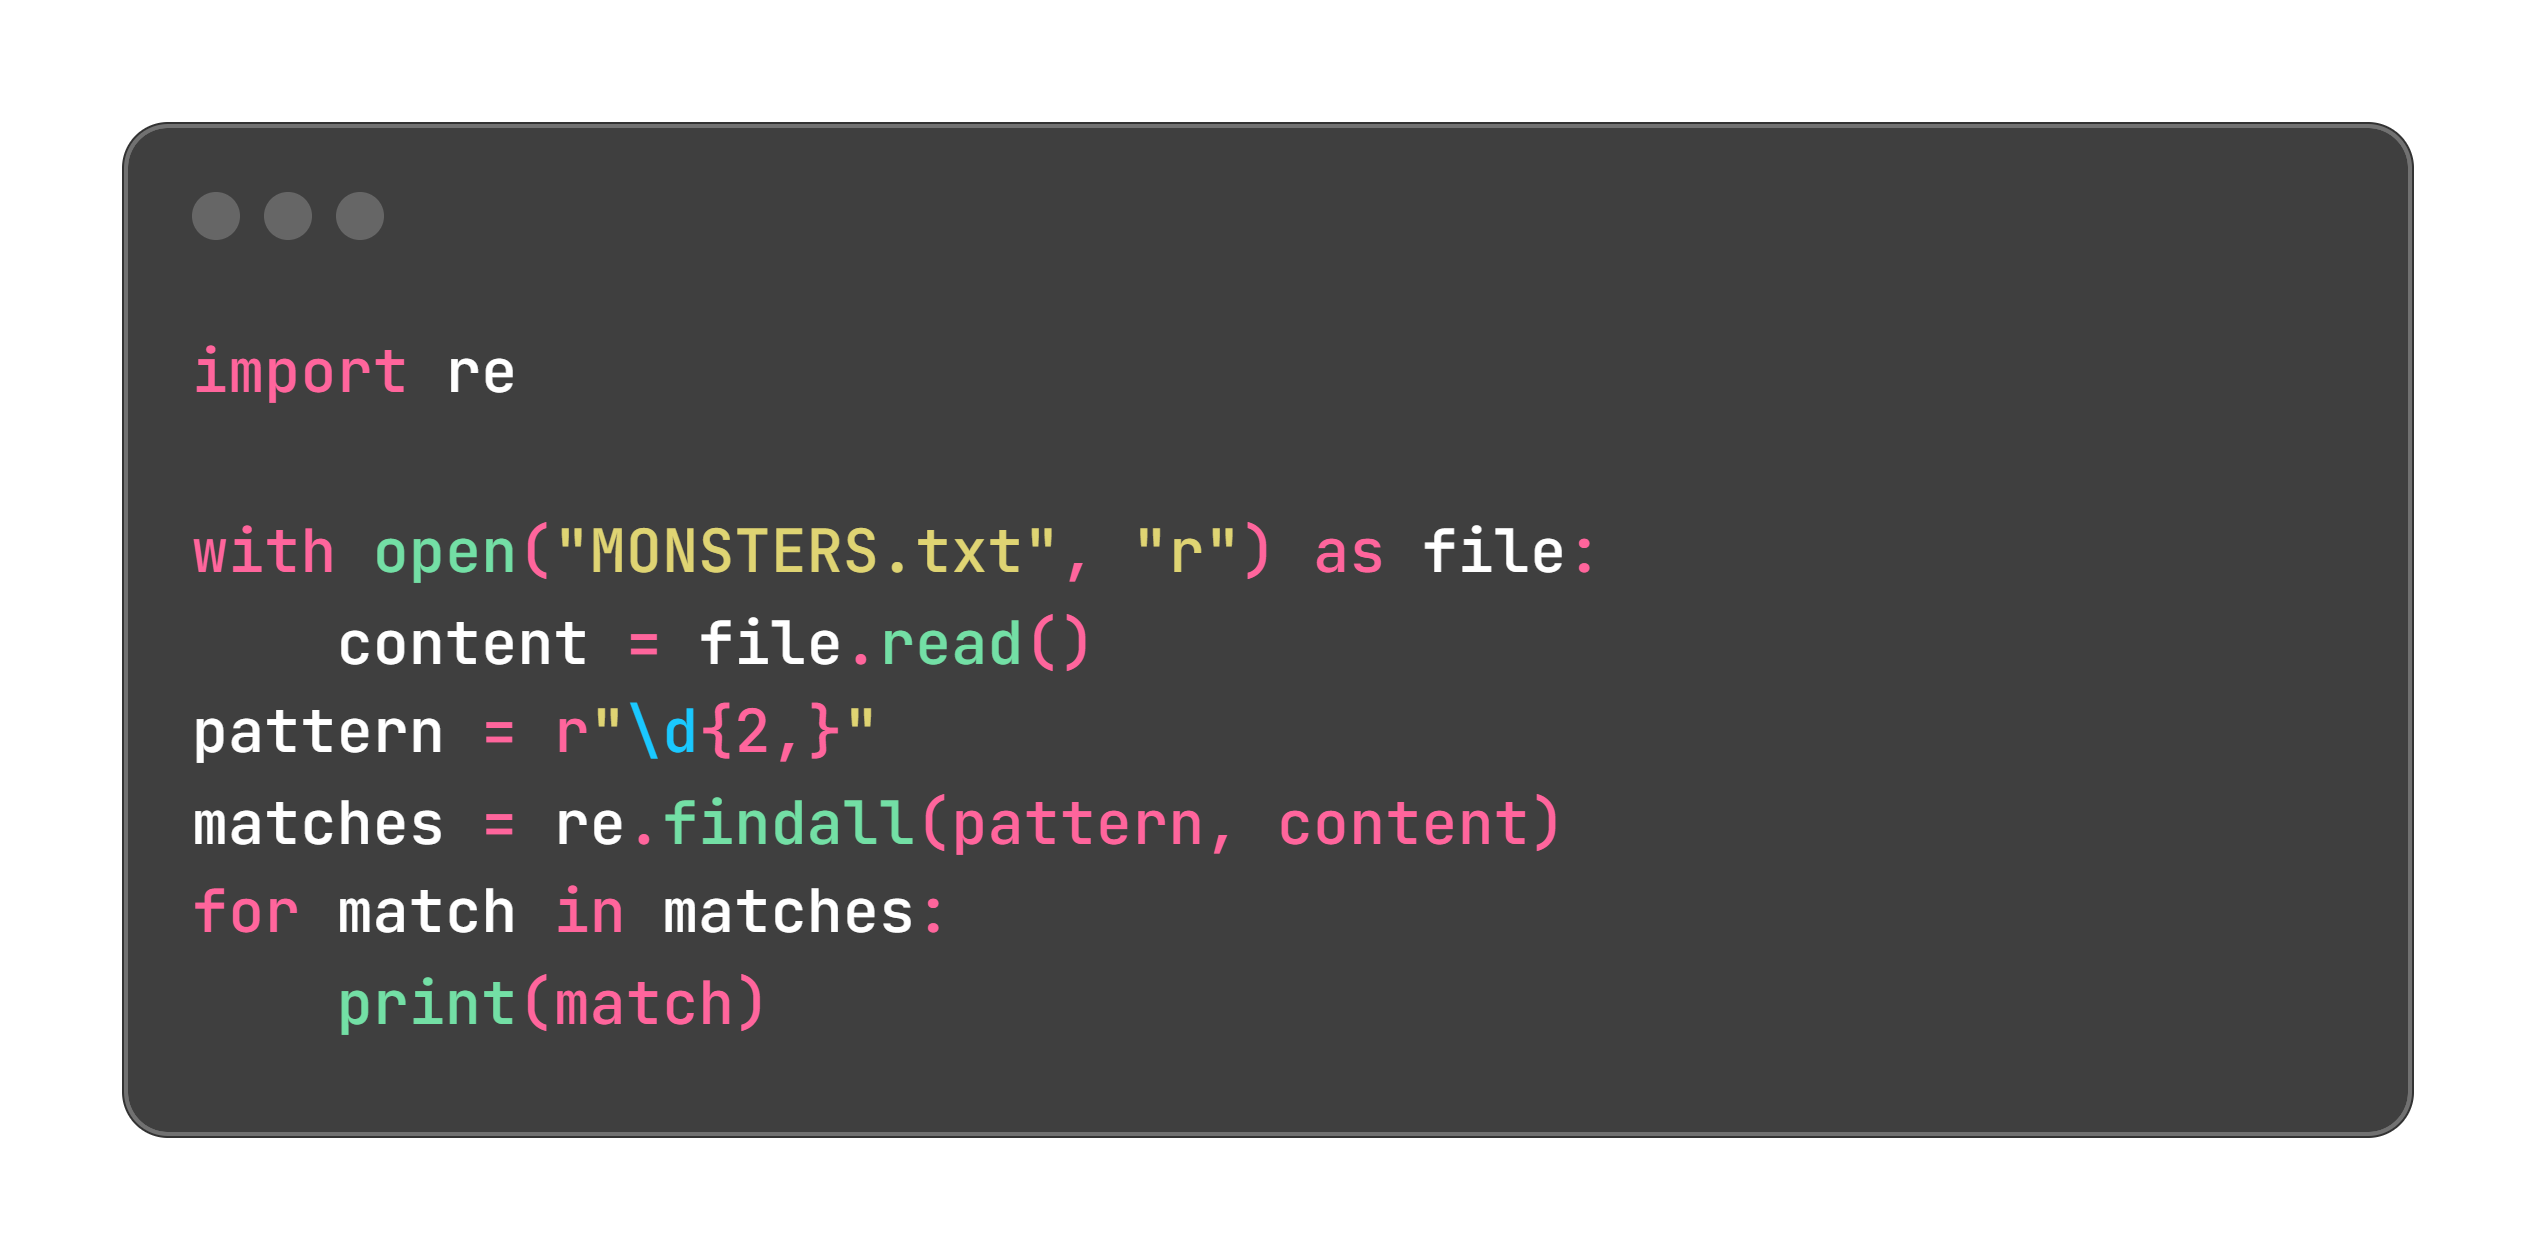 import re

with open("MONSTERS.txt", "r") as file:
    content = file.read()
pattern = r"\d{2,}"
matches = re.findall(pattern, content)
for match in matches:
    print(match)